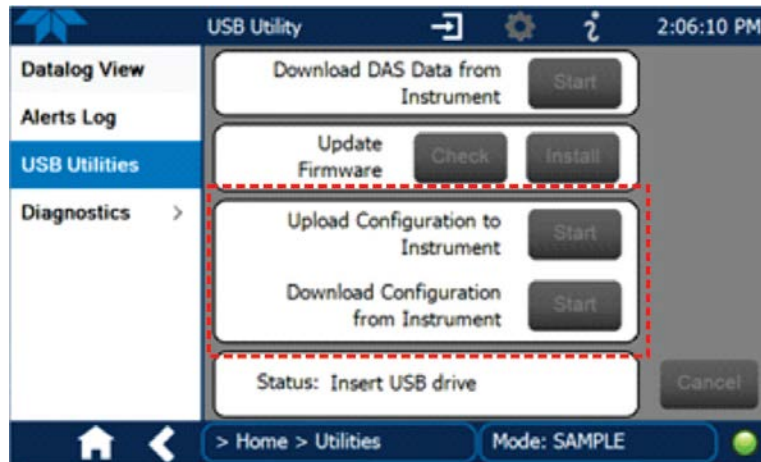 USB Utility
2:06:10 PM
Datalog View
Alerts Log
USB Utilities
Diagnostics >
Download DAS Data from
Instrument
Start
Update
Firmware
Check
Install
Upload Configuration to
Instrument
Start
Download Configuration
from Instrument
Start
Status: Insert USB drive
Cancel
> Home > Utilities
Mode: SAMPLE